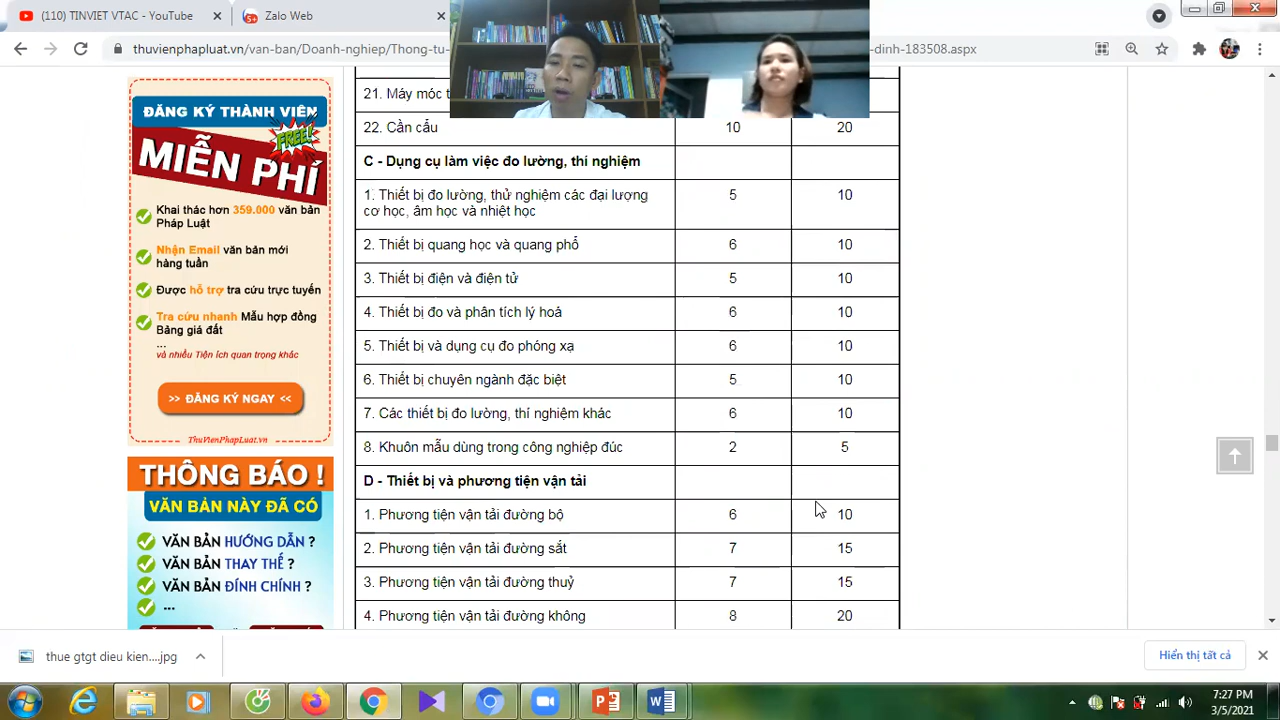 (110) TINVIET VTAC - YouTube
Zalo Web
thuvienphapluat.vn/van-ban/Doanh-nghiep/Thong-tu-
dinh-183508.aspx
ĐĂNG KÝ THÀNH VIÊN
FREE!
MIỄN PHÍ
Khai thác hơn 359.000 văn bản
Pháp Luật
Nhận Email văn bản mới
hàng tuần
Được hỗ trợ tra cứu trực tuyến
Tra cứu nhanh Mẫu hợp đồng
Bảng giá đất
...
và nhiều Tiện ích quan trọng khác
>> ĐĂNG KÝ NGAY <<
ThuVienPhapLuat.vn
THÔNG BÁO !
VĂN BẢN NÀY ĐÃ CÓ
VĂN BẢN HƯỚNG DẪN ?
VĂN BẢN THAY THẾ ?
VĂN BẢN ĐÍNH CHÍNH ?
...
21. Máy móc
22. Cần cẩu 10 20
C - Dụng cụ làm việc đo lường, thí nghiệm
1. Thiết bị đo lường, thử nghiệm các đại lượng 5 10
cơ học, âm học và nhiệt học
2. Thiết bị quang học và quang phổ 6 10
3. Thiết bị điện và điện tử 5 10
4. Thiết bị đo và phân tích lý hoá 6 10
5. Thiết bị và dụng cụ đo phóng xạ 6 10
6. Thiết bị chuyên ngành đặc biệt 5 10
7. Các thiết bị đo lường, thí nghiệm khác 6 10
8. Khuôn mẫu dùng trong công nghiệp đúc 2 5
D - Thiết bị và phương tiện vận tải
1. Phương tiện vận tải đường bộ 6 10
2. Phương tiện vận tải đường sắt 7 15
3. Phương tiện vận tải đường thuỷ 7 15
4. Phương tiện vận tải đường không 8 20
thue gtgt dieu kien....jpg
Hiển thị tất cả
7:27 PM
3/5/2021